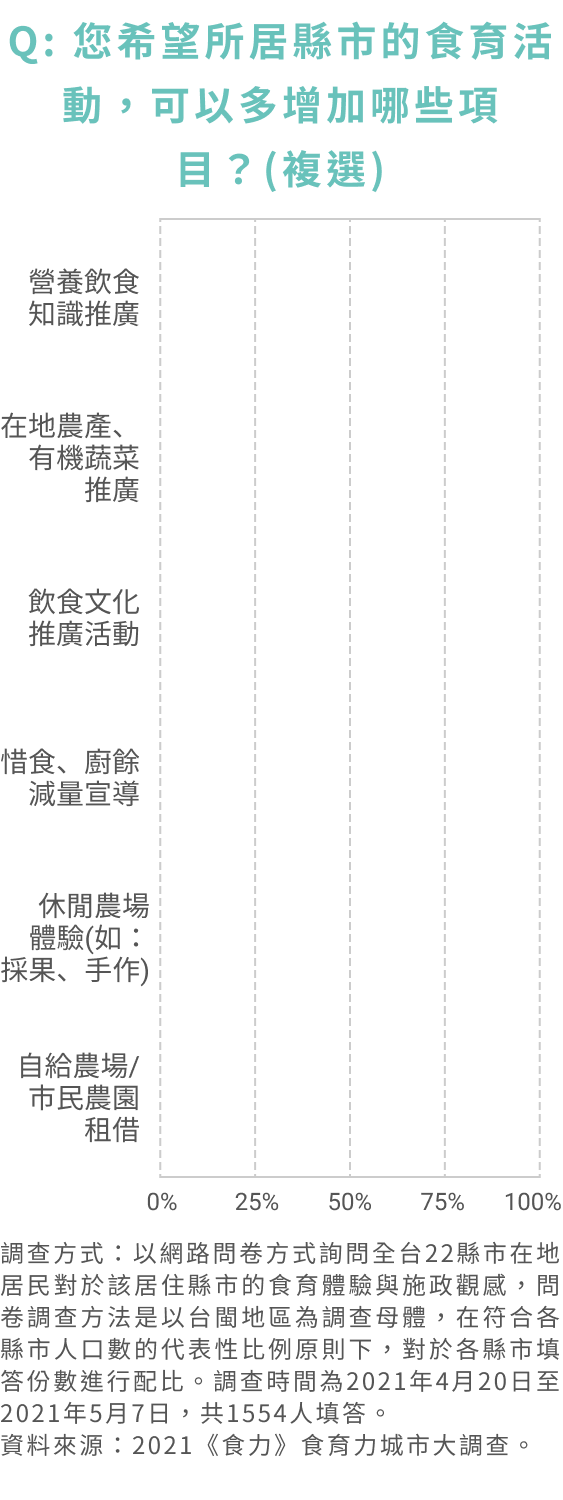 Q: 您希望所居縣市的食育活
動，可以多增加哪些項
目？(複選)
營養飲食
知識推廣
在地農產、
有機蔬菜
推廣
飲食文化
推廣活動
惜食、廚餘
減量宣導
休閒農場
體驗(如：
採果、手作)
自給農場/
市民農園
租借
0% 25% 50% 75% 100%
調查方式：以網路問卷方式詢問全台22縣市在地
居民對於該居住縣市的食育體驗與施政觀感，問
卷調查方法是以台閩地區為調查母體，在符合各
縣市人口數的代表性比例原則下，對於各縣市填
答份數進行配比。調查時間為2021年4月20日至
2021年5月7日，共1554人填答。
資料來源：2021《食力》食育力城市大調查。